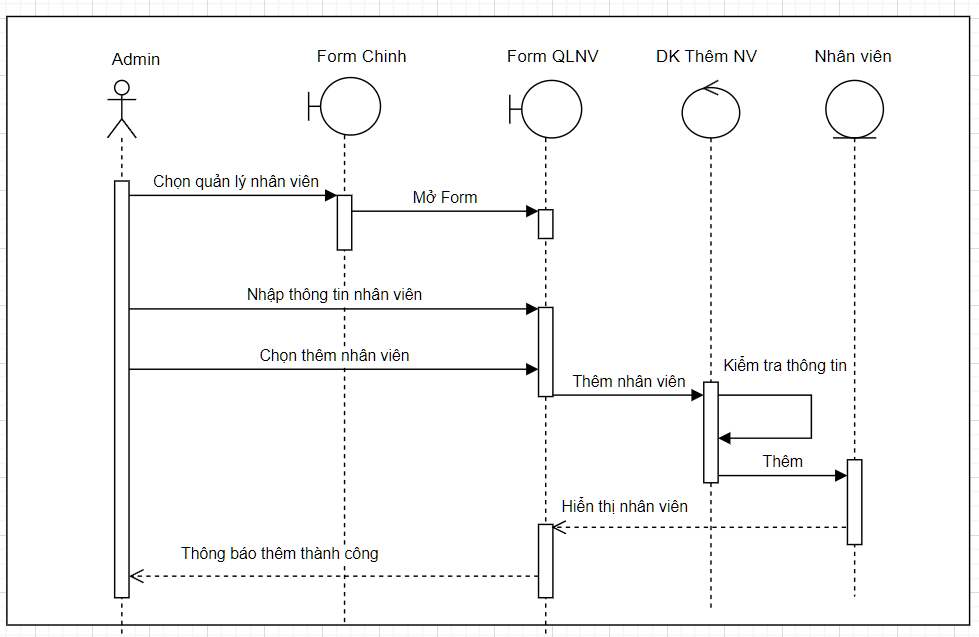 Admin
Form Chinh
Form QLNV
DK Thêm NV
Nhân viên
Chọn quản lý nhân viên
Mở Form
Nhâp thông tin nhân viên
Chọn thêm nhân viên
Kiểm tra thông tin
Thêm nhân viên
Thêm
Hiển thị nhân viên
Thông báo thêm thành công